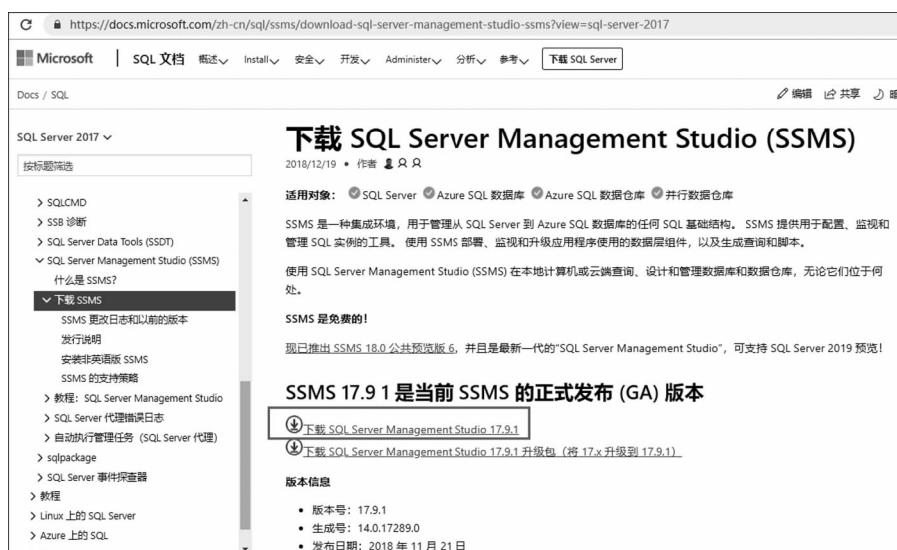 https://docs.microsoft.com/zh-cn/sql/ssms/download-sql-server-management-studio-ssms?view=sql-server-2017
Microsoft SQL 文档 概述 Install 安全 开发 Administer 分析 参考 下载 SQL Server
Docs / SQL
编辑 共享
SQL Server 2017
按标题筛选
SQLCMD
SSB 诊断
SQL Server Data Tools (SSDT)
SQL Server Management Studio (SSMS)
什么是 SSMS?
下载 SSMS
SSMS 更改日志和以前的版本
发行说明
安装非英语版 SSMS
SSMS 的支持策略
教程：SQL Server Management Studio
SQL Server 代理错误日志
自动执行管理任务（SQL Server 代理）
sqlpackage
SQL Server 事件探查器
教程
Linux 上的 SQL Server
Azure 上的 SQL
下载 SQL Server Management Studio (SSMS)
2018/12/19 • 作者
适用对象： SQL Server Azure SQL 数据库 Azure SQL 数据仓库 并行数据仓库
SSMS 是一种集成环境，用于管理从 SQL Server 到 Azure SQL 数据库的任何 SQL 基础结构。 SSMS 提供用于配置、监视和
管理 SQL 实例的工具。 使用 SSMS 部署、监视和升级应用程序使用的数据层组件，以及生成查询和脚本。
使用 SQL Server Management Studio (SSMS) 在本地计算机或云端查询、设计和管理数据库和数据仓库，无论它们位于何
处。
SSMS 是免费的！
现已推出 SSMS 18.0 公共预览版 6，并且是最新一代的“SQL Server Management Studio”，可支持 SQL Server 2019 预览！
SSMS 17.9 1 是当前 SSMS 的正式发布 (GA) 版本
下载 SQL Server Management Studio 17.9.1
下载 SQL Server Management Studio 17.9.1 升级包（将 17.x 升级到 17.9.1）
版本信息
• 版本号：17.9.1
• 生成号：14.0.17289.0
• 发布日期：2018 年 11 月 21 日